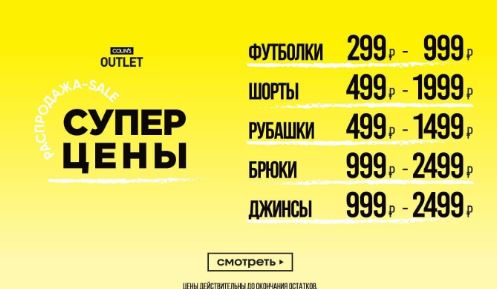 COLIN'S
OUTLET
РАСПРОДАЖА-SALE
СУПЕР
ЦЕНЫ
ФУТБОЛКИ 299₽ - 999₽
ШОРТЫ 499₽ - 1999₽
РУБАШКИ 499₽ - 1499₽
БРЮКИ 999₽ - 2499₽
ДЖИНСЫ 999₽ - 2499₽
СМОТРЕТЬ
ЦЕНЫ ДЕЙСТВИТЕЛЬНЫ ДО ОКОНЧАНИЯ ОСТАТКОВ.